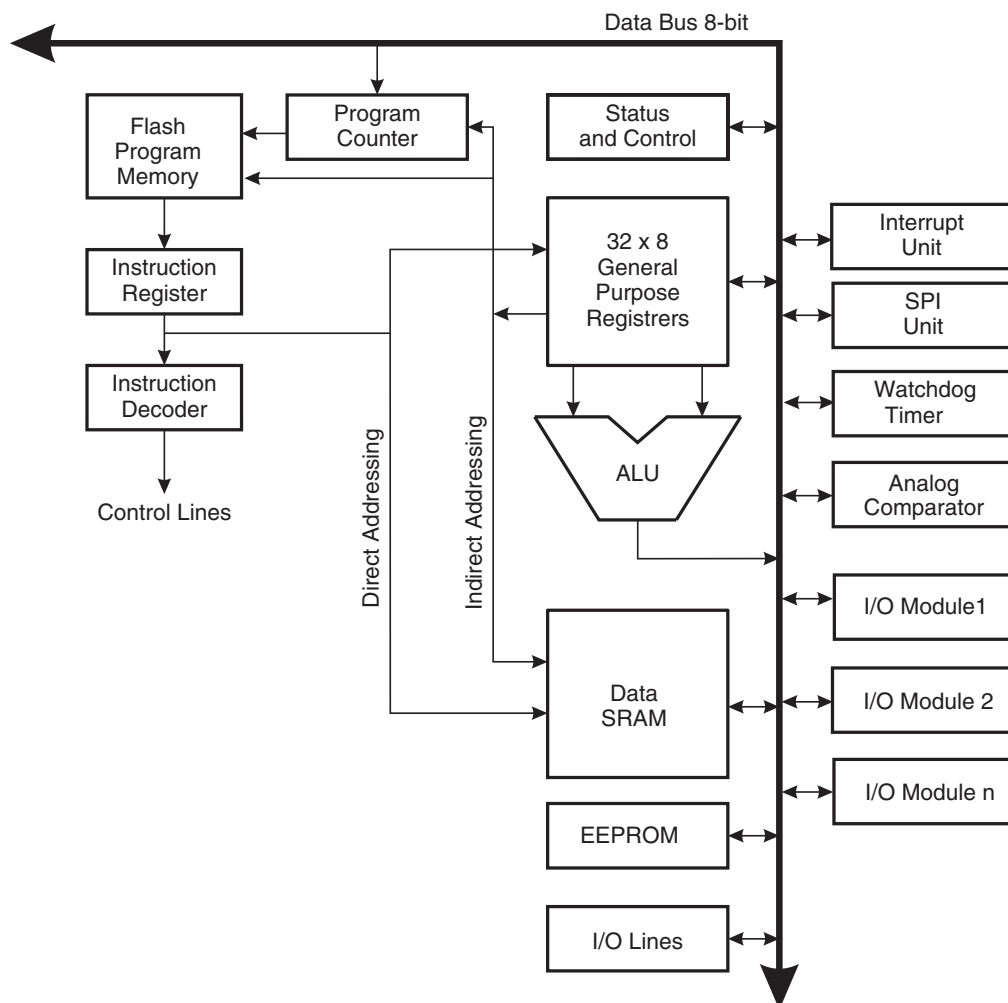 Data Bus 8-bit
Flash
Program
Memory
Program
Counter
Status
and Control
Interrupt
Unit
32 x 8
General
Purpose
Registrers
Instruction
Register
SPI
Unit
Instruction
Decoder
Watchdog
Timer
Direct Addressing
Indirect Addressing
ALU
Analog
Comparator
Control Lines
I/O Module1
Data
SRAM
I/O Module 2
I/O Module n
EEPROM
I/O Lines